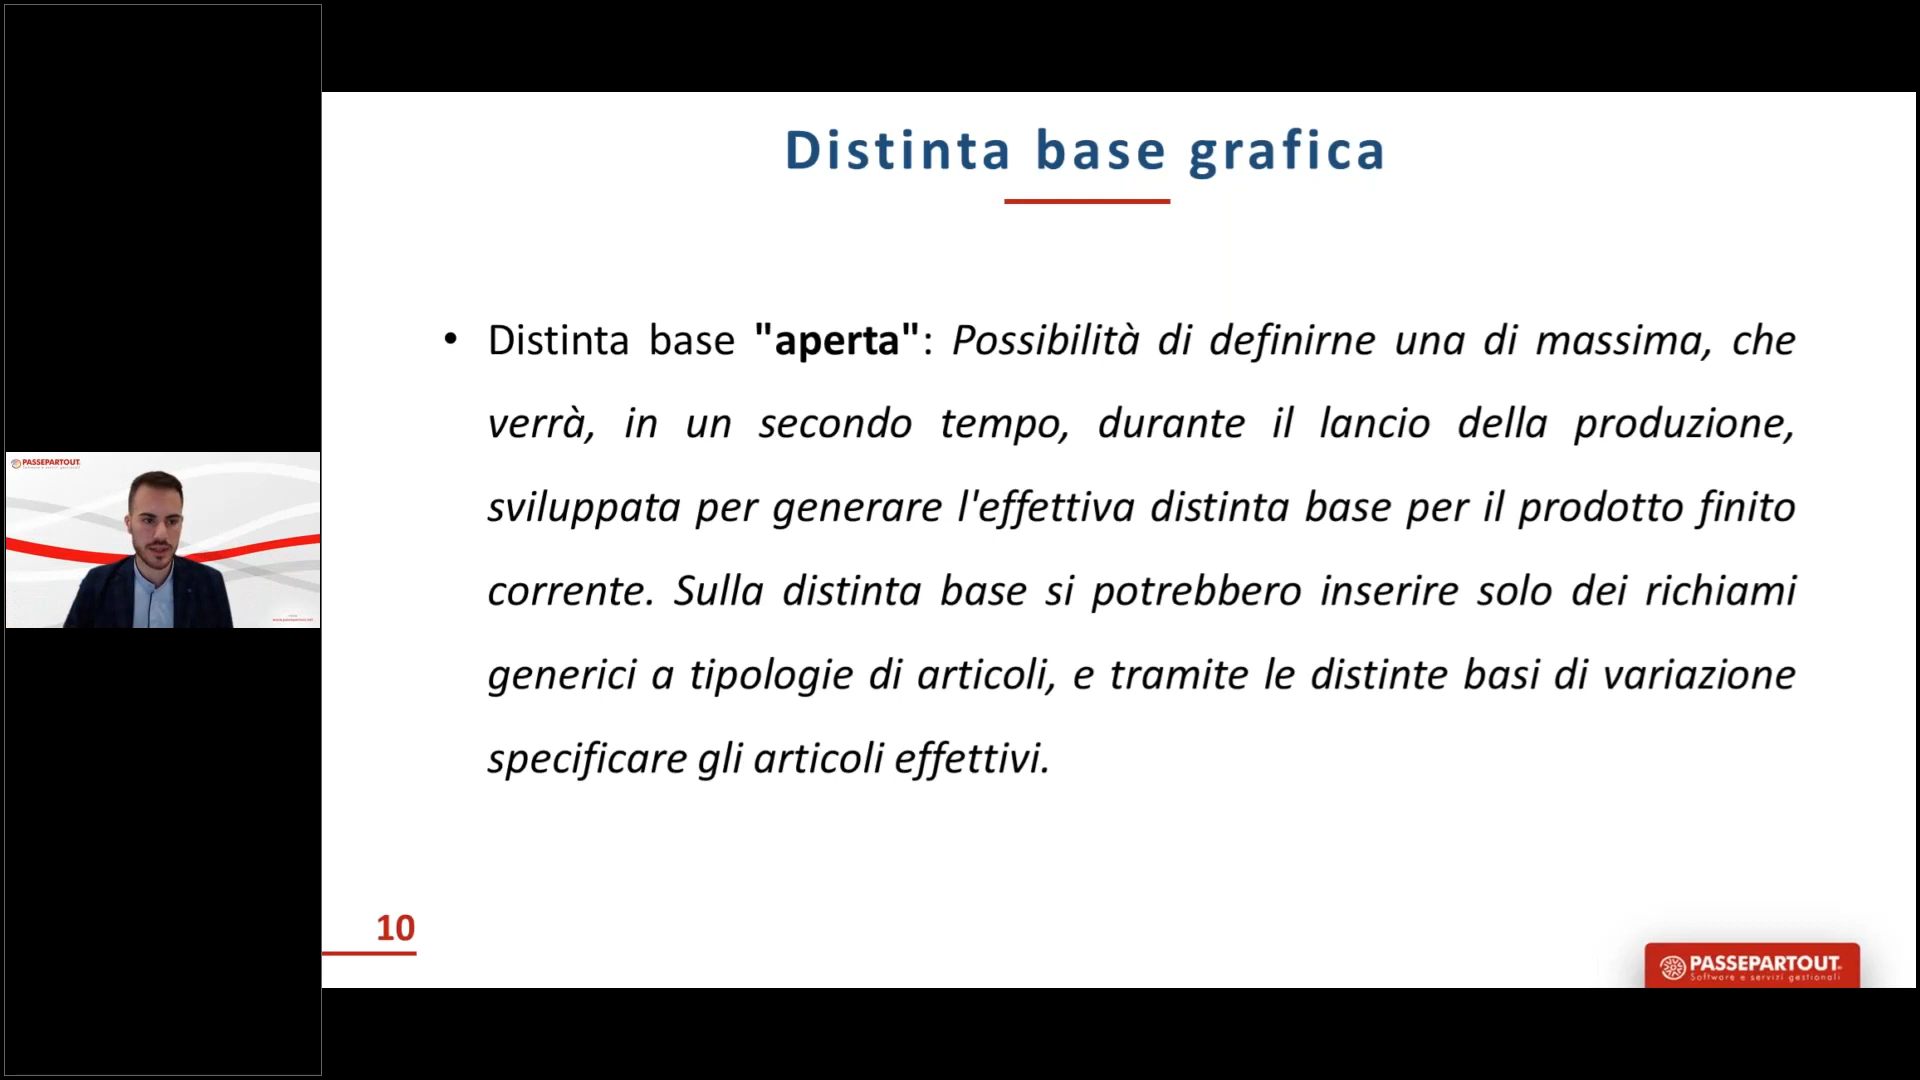 PASSEPARTOUT
Distinta base grafica
• Distinta base "aperta": Possibilità di definirne una di massima, che
verrà, in un secondo tempo, durante il lancio della produzione,
sviluppata per generare l'effettiva distinta base per il prodotto finito
corrente. Sulla distinta base si potrebbero inserire solo dei richiami
generici a tipologie di articoli, e tramite le distinte basi di variazione
specificare gli articoli effettivi.
10
PASSEPARTOUT
Software e servizi gestionali